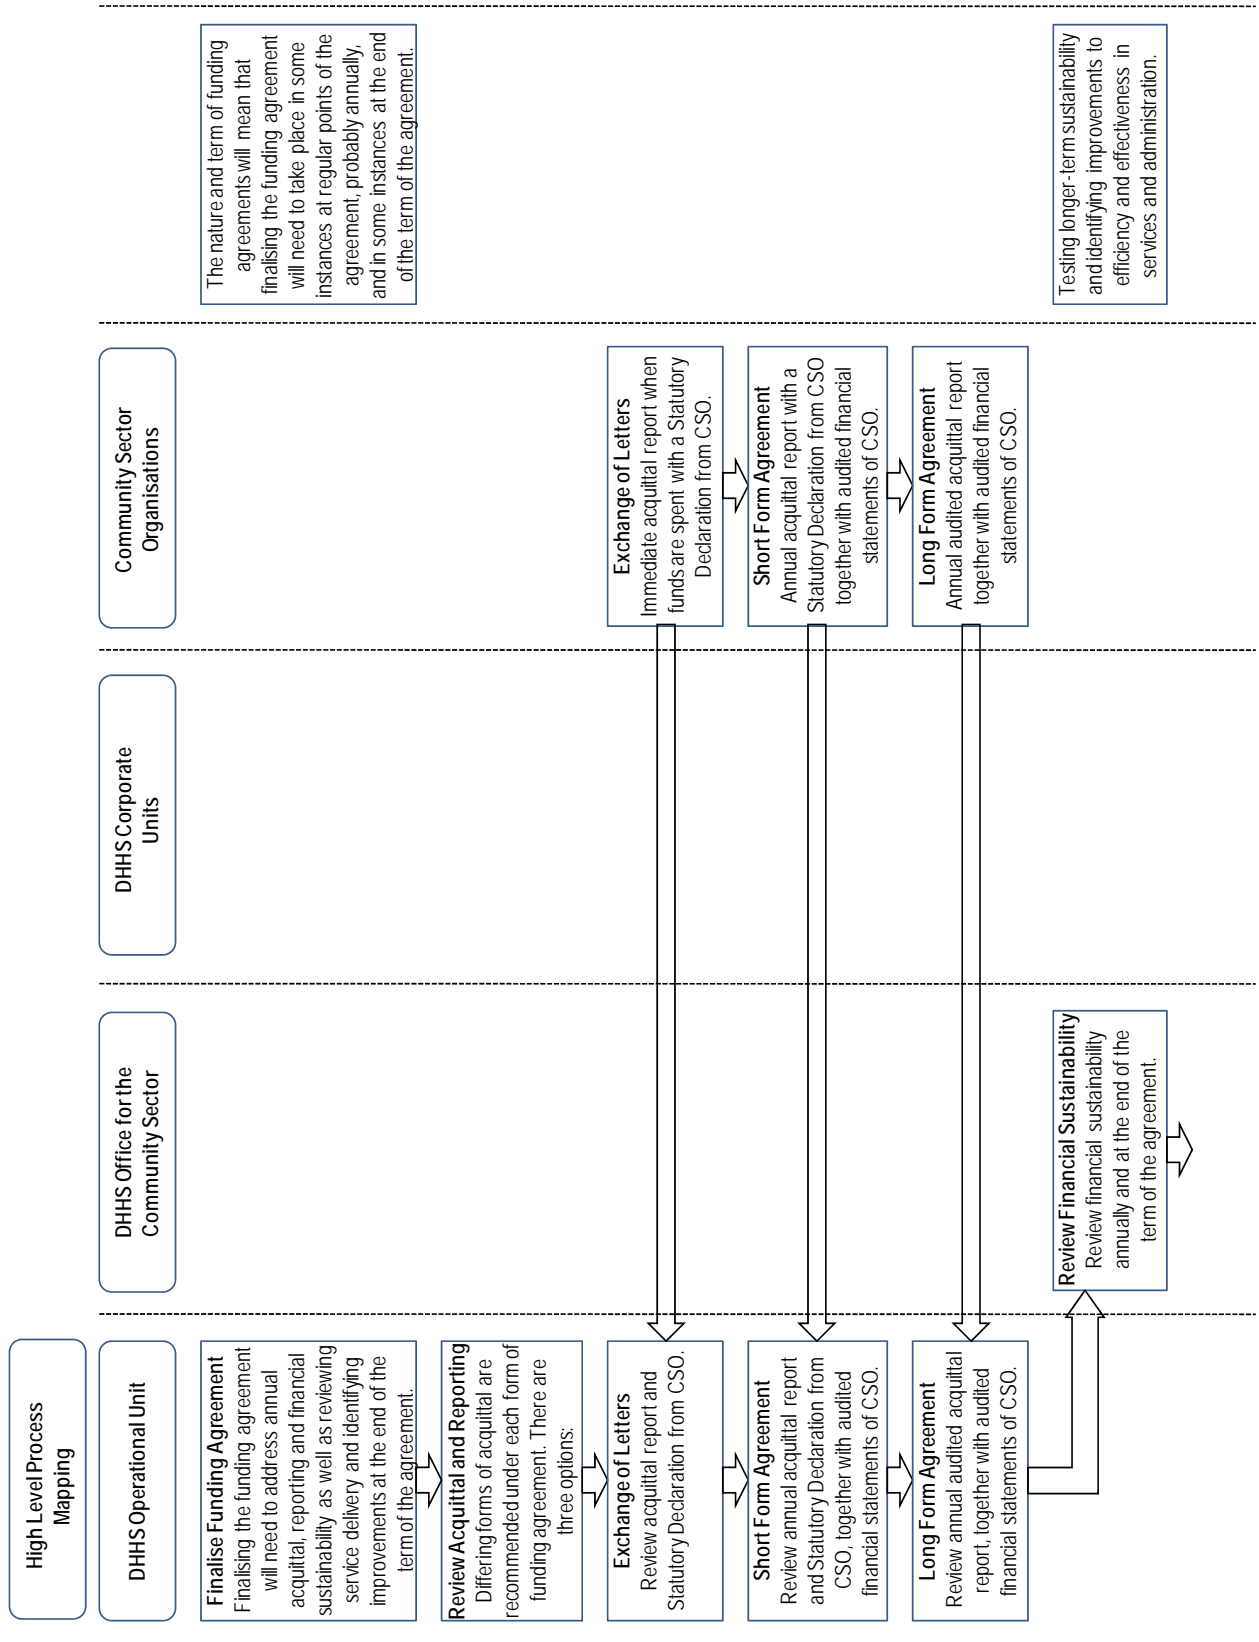 High Level Process
Mapping
DHHS Operational Unit
DHHS Office for the
Community Sector
DHHS Corporate
Units
Community Sector
Organisations
Finalise Funding Agreement
Finalising the funding agreement
will need to address annual
acquittal, reporting and financial
sustainability as well as reviewing
service delivery and identifying
improvements at the end of the
term of the agreement.
The nature and term of funding
agreements will mean that
finalising the funding agreement
will need to take place in some
instances at regular points of the
agreement, probably annually,
and in some instances at the end
of the term of the agreement.
Review Acquittal and Reporting
Differing forms of acquittal are
recommended under each form of
funding agreement. There are
three options:
Exchange of Letters
Review acquittal report and
Statutory Declaration from CSO.
Exchange of Letters
Immediate acquittal report when
funds are spent with a Statutory
Declaration from CSO.
Short Form Agreement
Review annual acquittal report
and Statutory Declaration from
CSO, together with audited
financial statements of CSO.
Short Form Agreement
Annual acquittal report with a
Statutory Declaration from CSO
together with audited financial
statements of CSO.
Long Form Agreement
Review annual audited acquittal
report, together with audited
financial statements of CSO.
Long Form Agreement
Annual audited acquittal report
together with audited financial
statements of CSO.
Review Financial Sustainability
Review financial sustainability
annually and at the end of the
term of the agreement.
Testing longer-term sustainability
and identifying improvements to
efficiency and effectiveness in
services and administration.